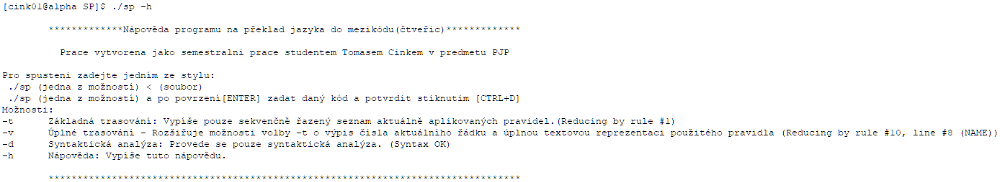 [cink01@alpha SP]$ ./sp -h
*************Nápověda programu na překlad jazyka do mezikódu(čtveřic)*************
Prace vytvorena jako semestralni prace studentem Tomasem Cinkem v predmetu PJP
Pro spusteni zadejte jedním ze stylu:
./sp (jedna z možností) < (soubor)
./sp (jedna z možností) a po povrzení[ENTER] zadat daný kód a potvrdit stiknutim [CTRL+D]
Možnosti:
-t Základná trasování: Vypíše pouze sekvenčně řazený seznam aktuálně aplikovaných pravidel.(Reducing by rule #1)
-v Úplné trasování - Rozšiřuje možnosti volby -t o výpis čísla aktuálního řádku a úplnou textovou reprezentaci použitého pravidla (Reducing by rule #10, line #8 (NAME))
-d Syntaktická analýza: Provede se pouze syntaktická analýza. (Syntax OK)
-h Nápověda: Vypíše tuto nápovědu.
**********************************************************************************